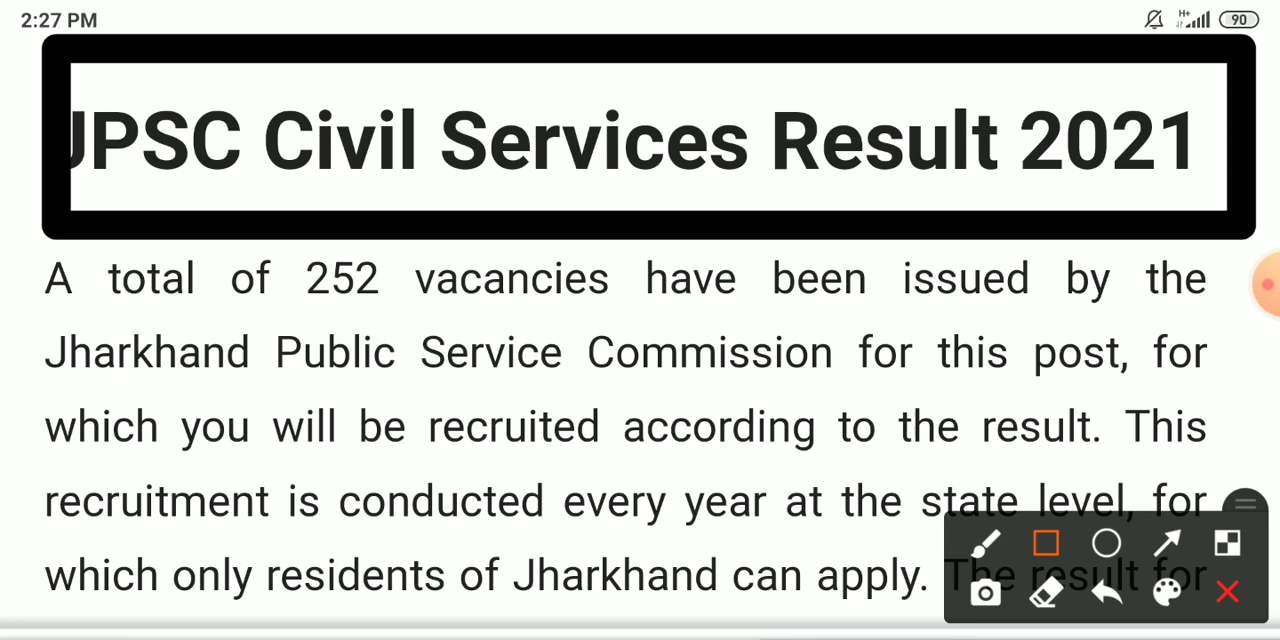 2:27 PM
H+
90
JPSC Civil Services Result 2021
A total of 252 vacancies have been issued by the
Jharkhand Public Service Commission for this post, for
which you will be recruited according to the result. This
recruitment is conducted every year at the state level, for
which only residents of Jharkhand can apply. The result for